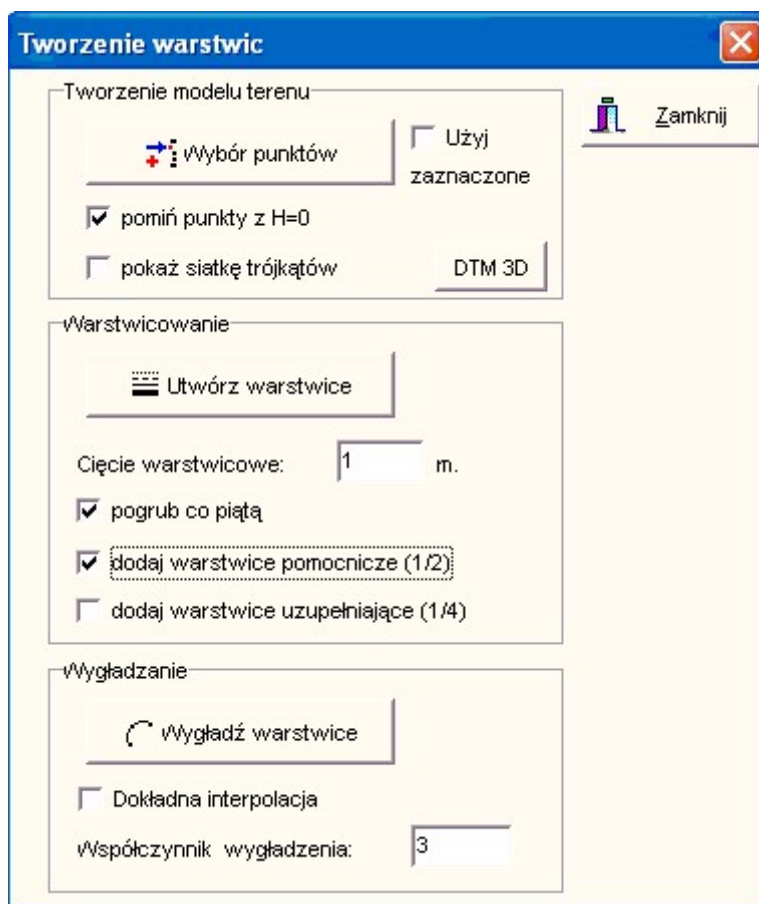 Tworzenie warstwic
Tworzenie modelu terenu
Wybór punktów
Użyj
zaznaczone
Zamknij
pomiń punkty z H=0
pokaż siatkę trójkątów
DTM 3D
Warstwicowanie
Utwórz warstwice
Cięcie warstwicowe: 1 m.
pogrub co piątą
dodaj warstwice pomocnicze (1/2)
dodaj warstwice uzupełniające (1/4)
Wygładzanie
Wygładź warstwice
Dokładna interpolacja
Współczynnik wygładzenia: 3